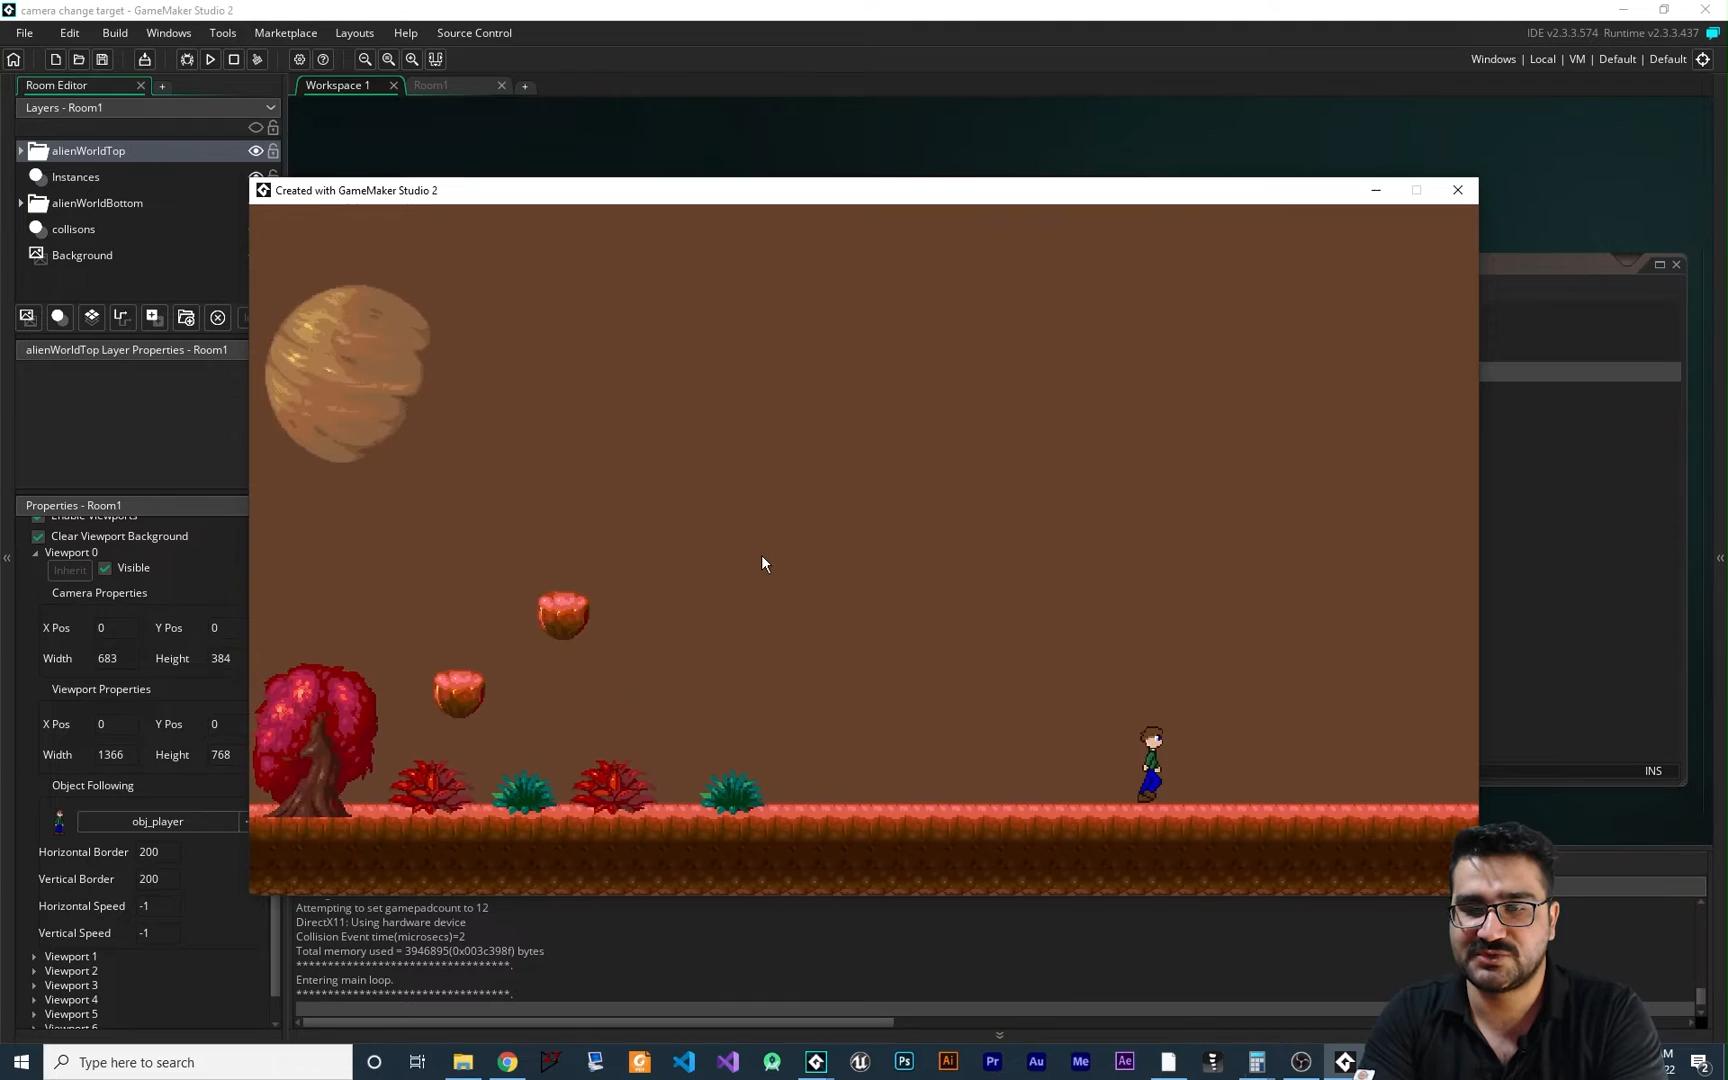 camera change target - GameMaker Studio 2
File Edit Build Windows Tools Marketplace Layouts Help Source Control
IDE v2.3.3.574 Runtime v2.3.3.437
Windows | Local | VM | Default | Default
Room Editor
Workspace 1
Room1
Layers - Room1
alienWorldTop
Instances
alienWorldBottom
collisons
Background
Created with GameMaker Studio 2
alienWorldTop Layer Properties - Room1
Properties - Room1
Enable Viewports
Clear Viewport Background
Viewport 0
Inherit Visible
Camera Properties
X Pos 0 Y Pos 0
Width 683 Height 384
Viewport Properties
X Pos 0 Y Pos 0
Width 1366 Height 768
Object Following
obj_player
Horizontal Border 200
Vertical Border 200
Horizontal Speed -1
Vertical Speed -1
Viewport 1
Viewport 2
Viewport 3
Viewport 4
Viewport 5
INS
Attempting to set gamepadcount to 12
DirectX11: Using hardware device
Collision Event time(microsecs)=2
Total memory used = 3946895(0x003c398f) bytes
**********************************.
Entering main loop.
**********************************.
Type here to search